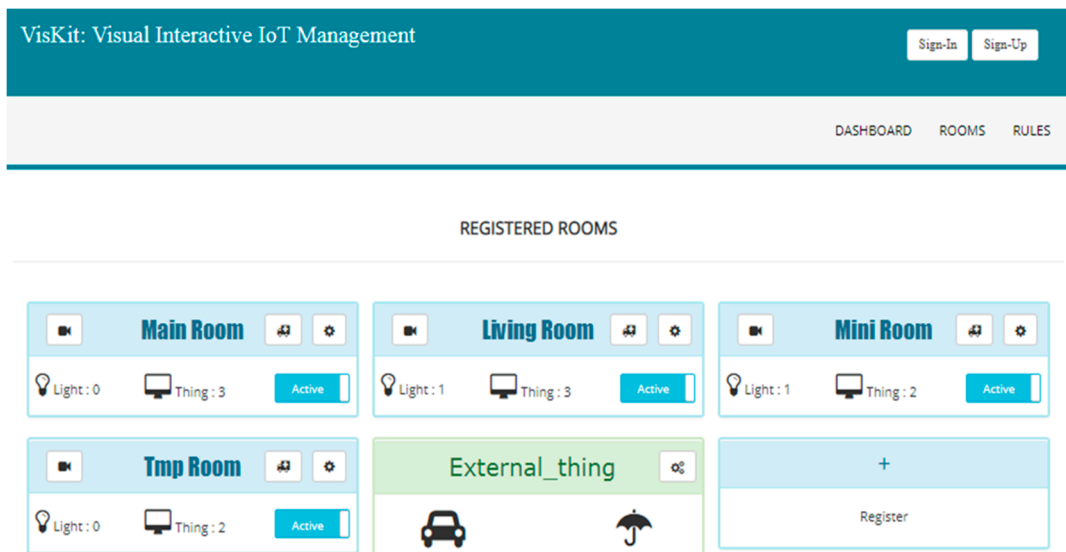 VisKit: Visual Interactive IoT Management
Sign-In Sign-Up
DASHBOARD ROOMS RULES
REGISTERED ROOMS
Main Room Living Room Mini Room
Light : 0 Thing : 3 Active Light : 1 Thing : 3 Active Light : 1 Thing : 2 Active
Tmp Room External_thing +
Light : 0 Thing : 2 Active Register